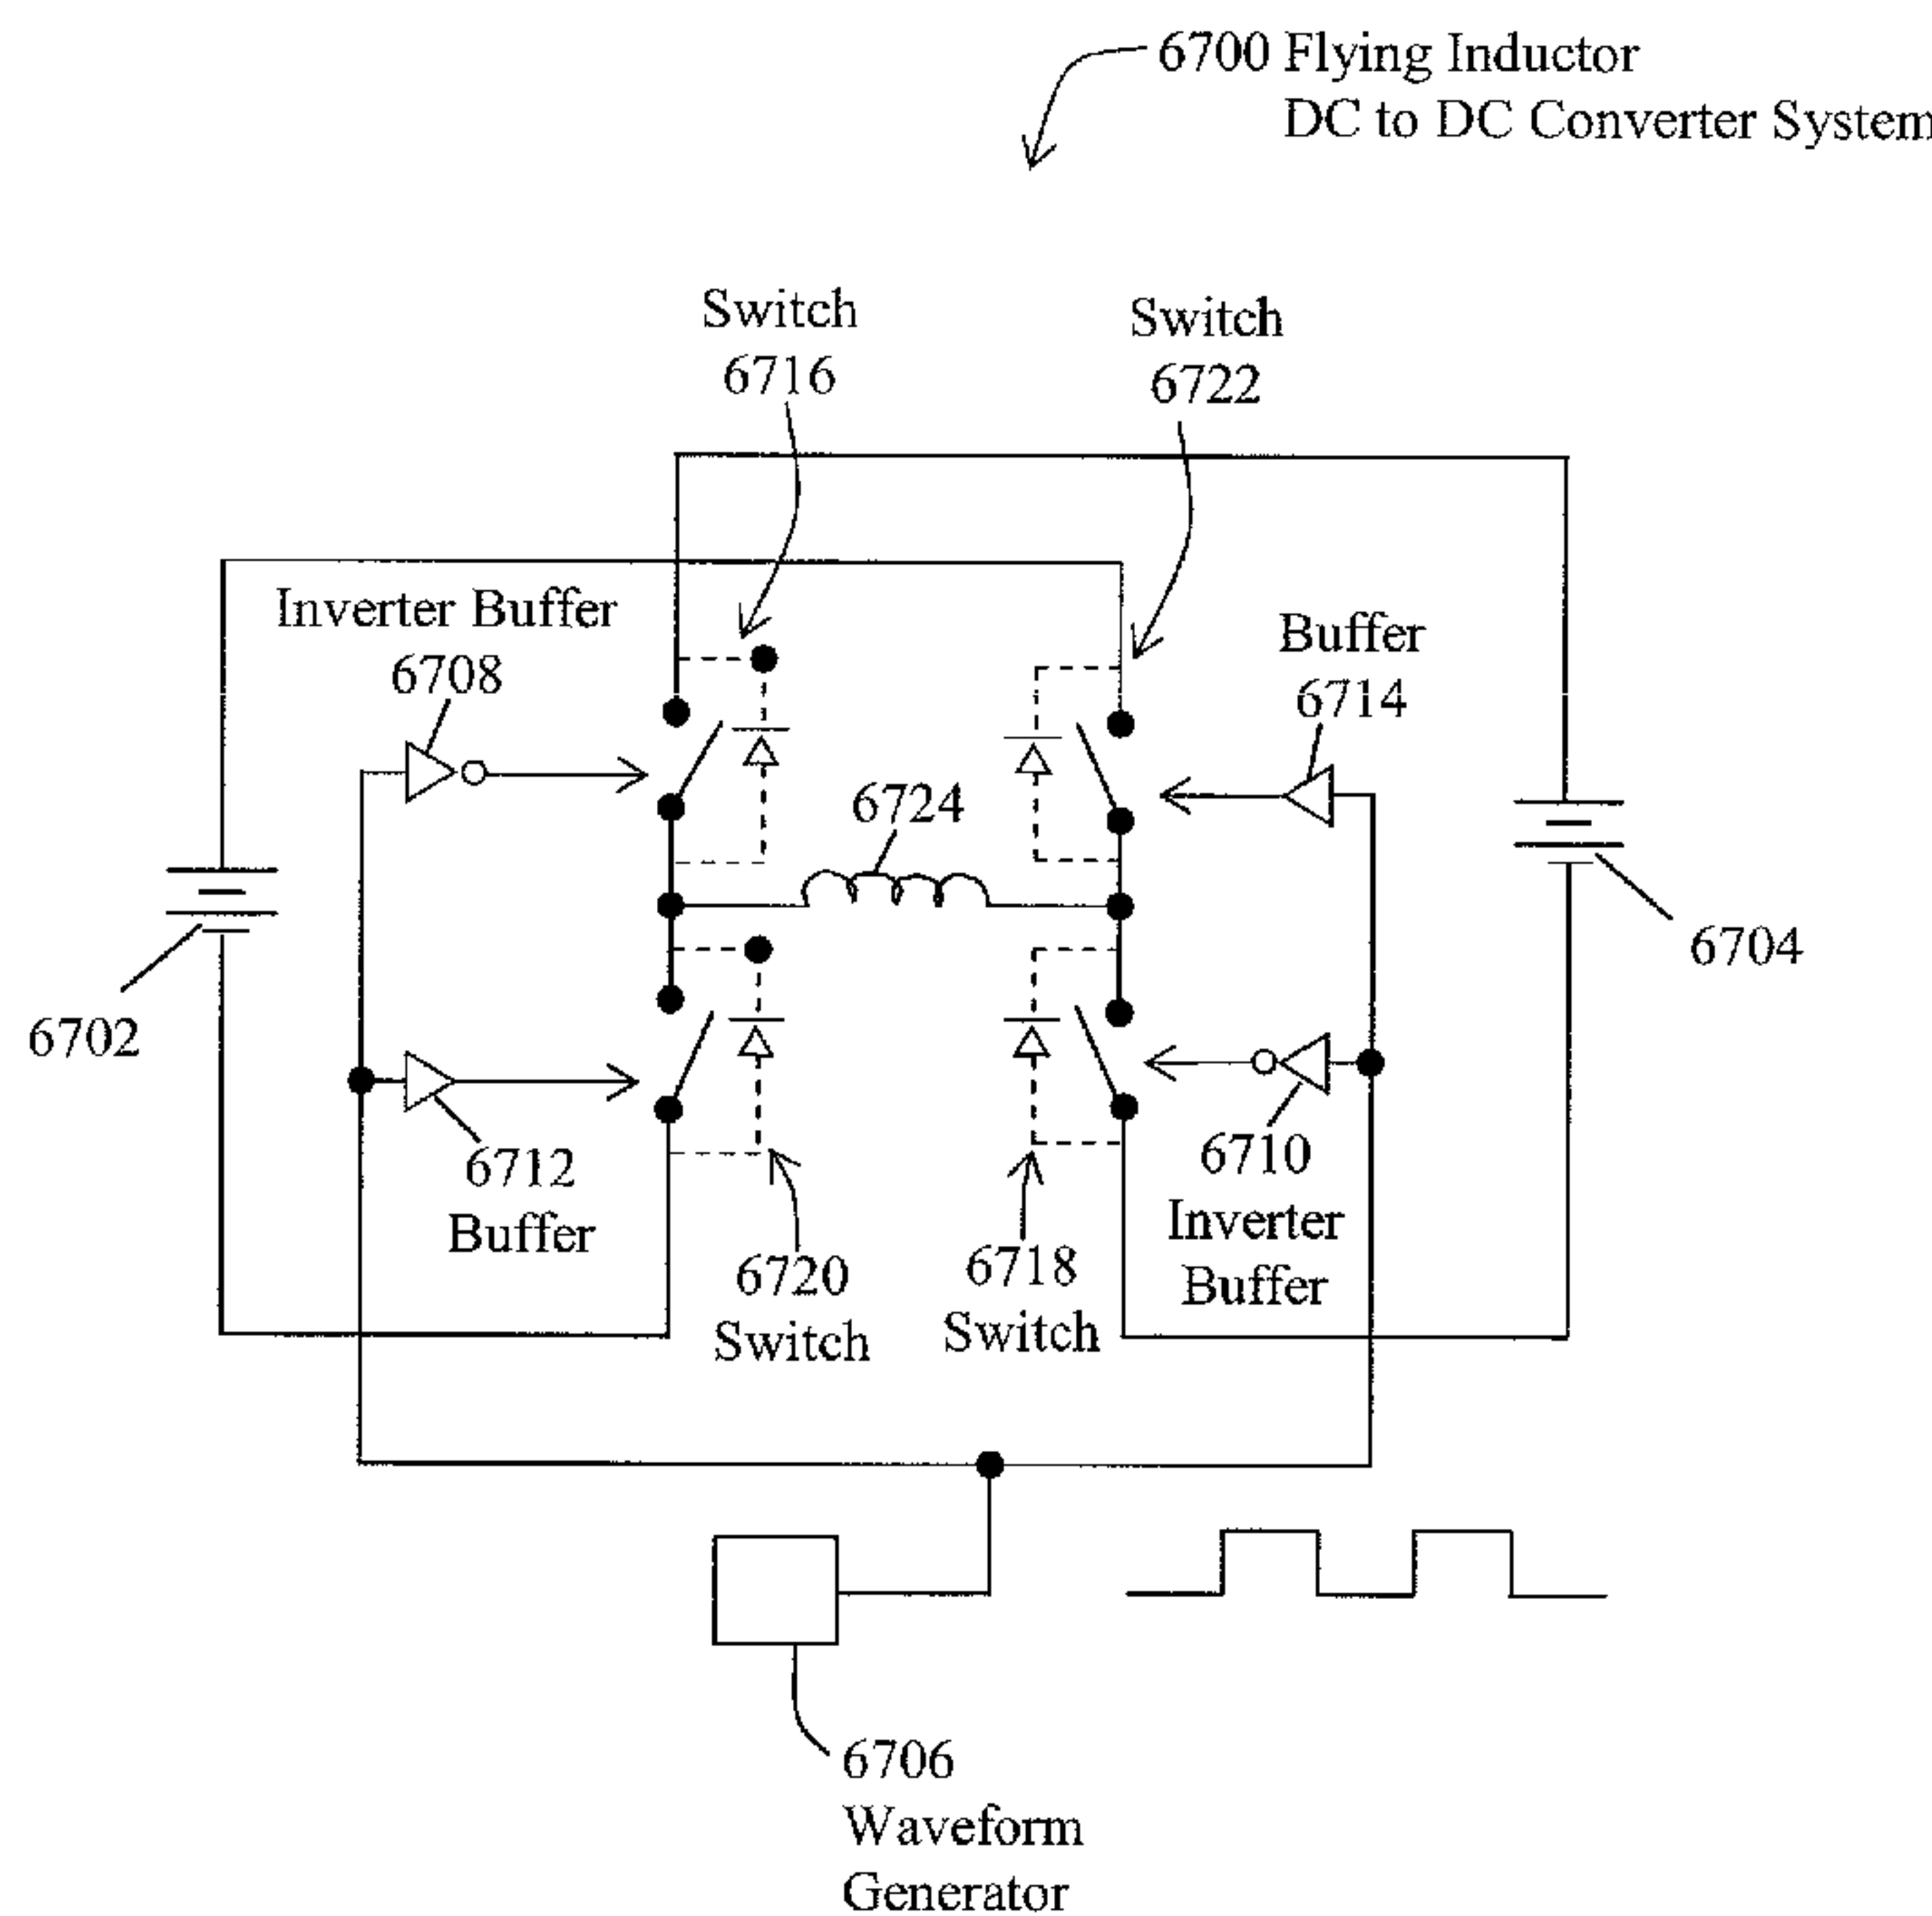 6700 Flying Inductor
DC to DC Converter System
Switch
6716
Switch
6722
Inverter Buffer
6708
Buffer
6714
6724
6702
6704
6712
Buffer
6710
Inverter
Buffer
6720
Switch
6718
Switch
6706
Waveform
Generator